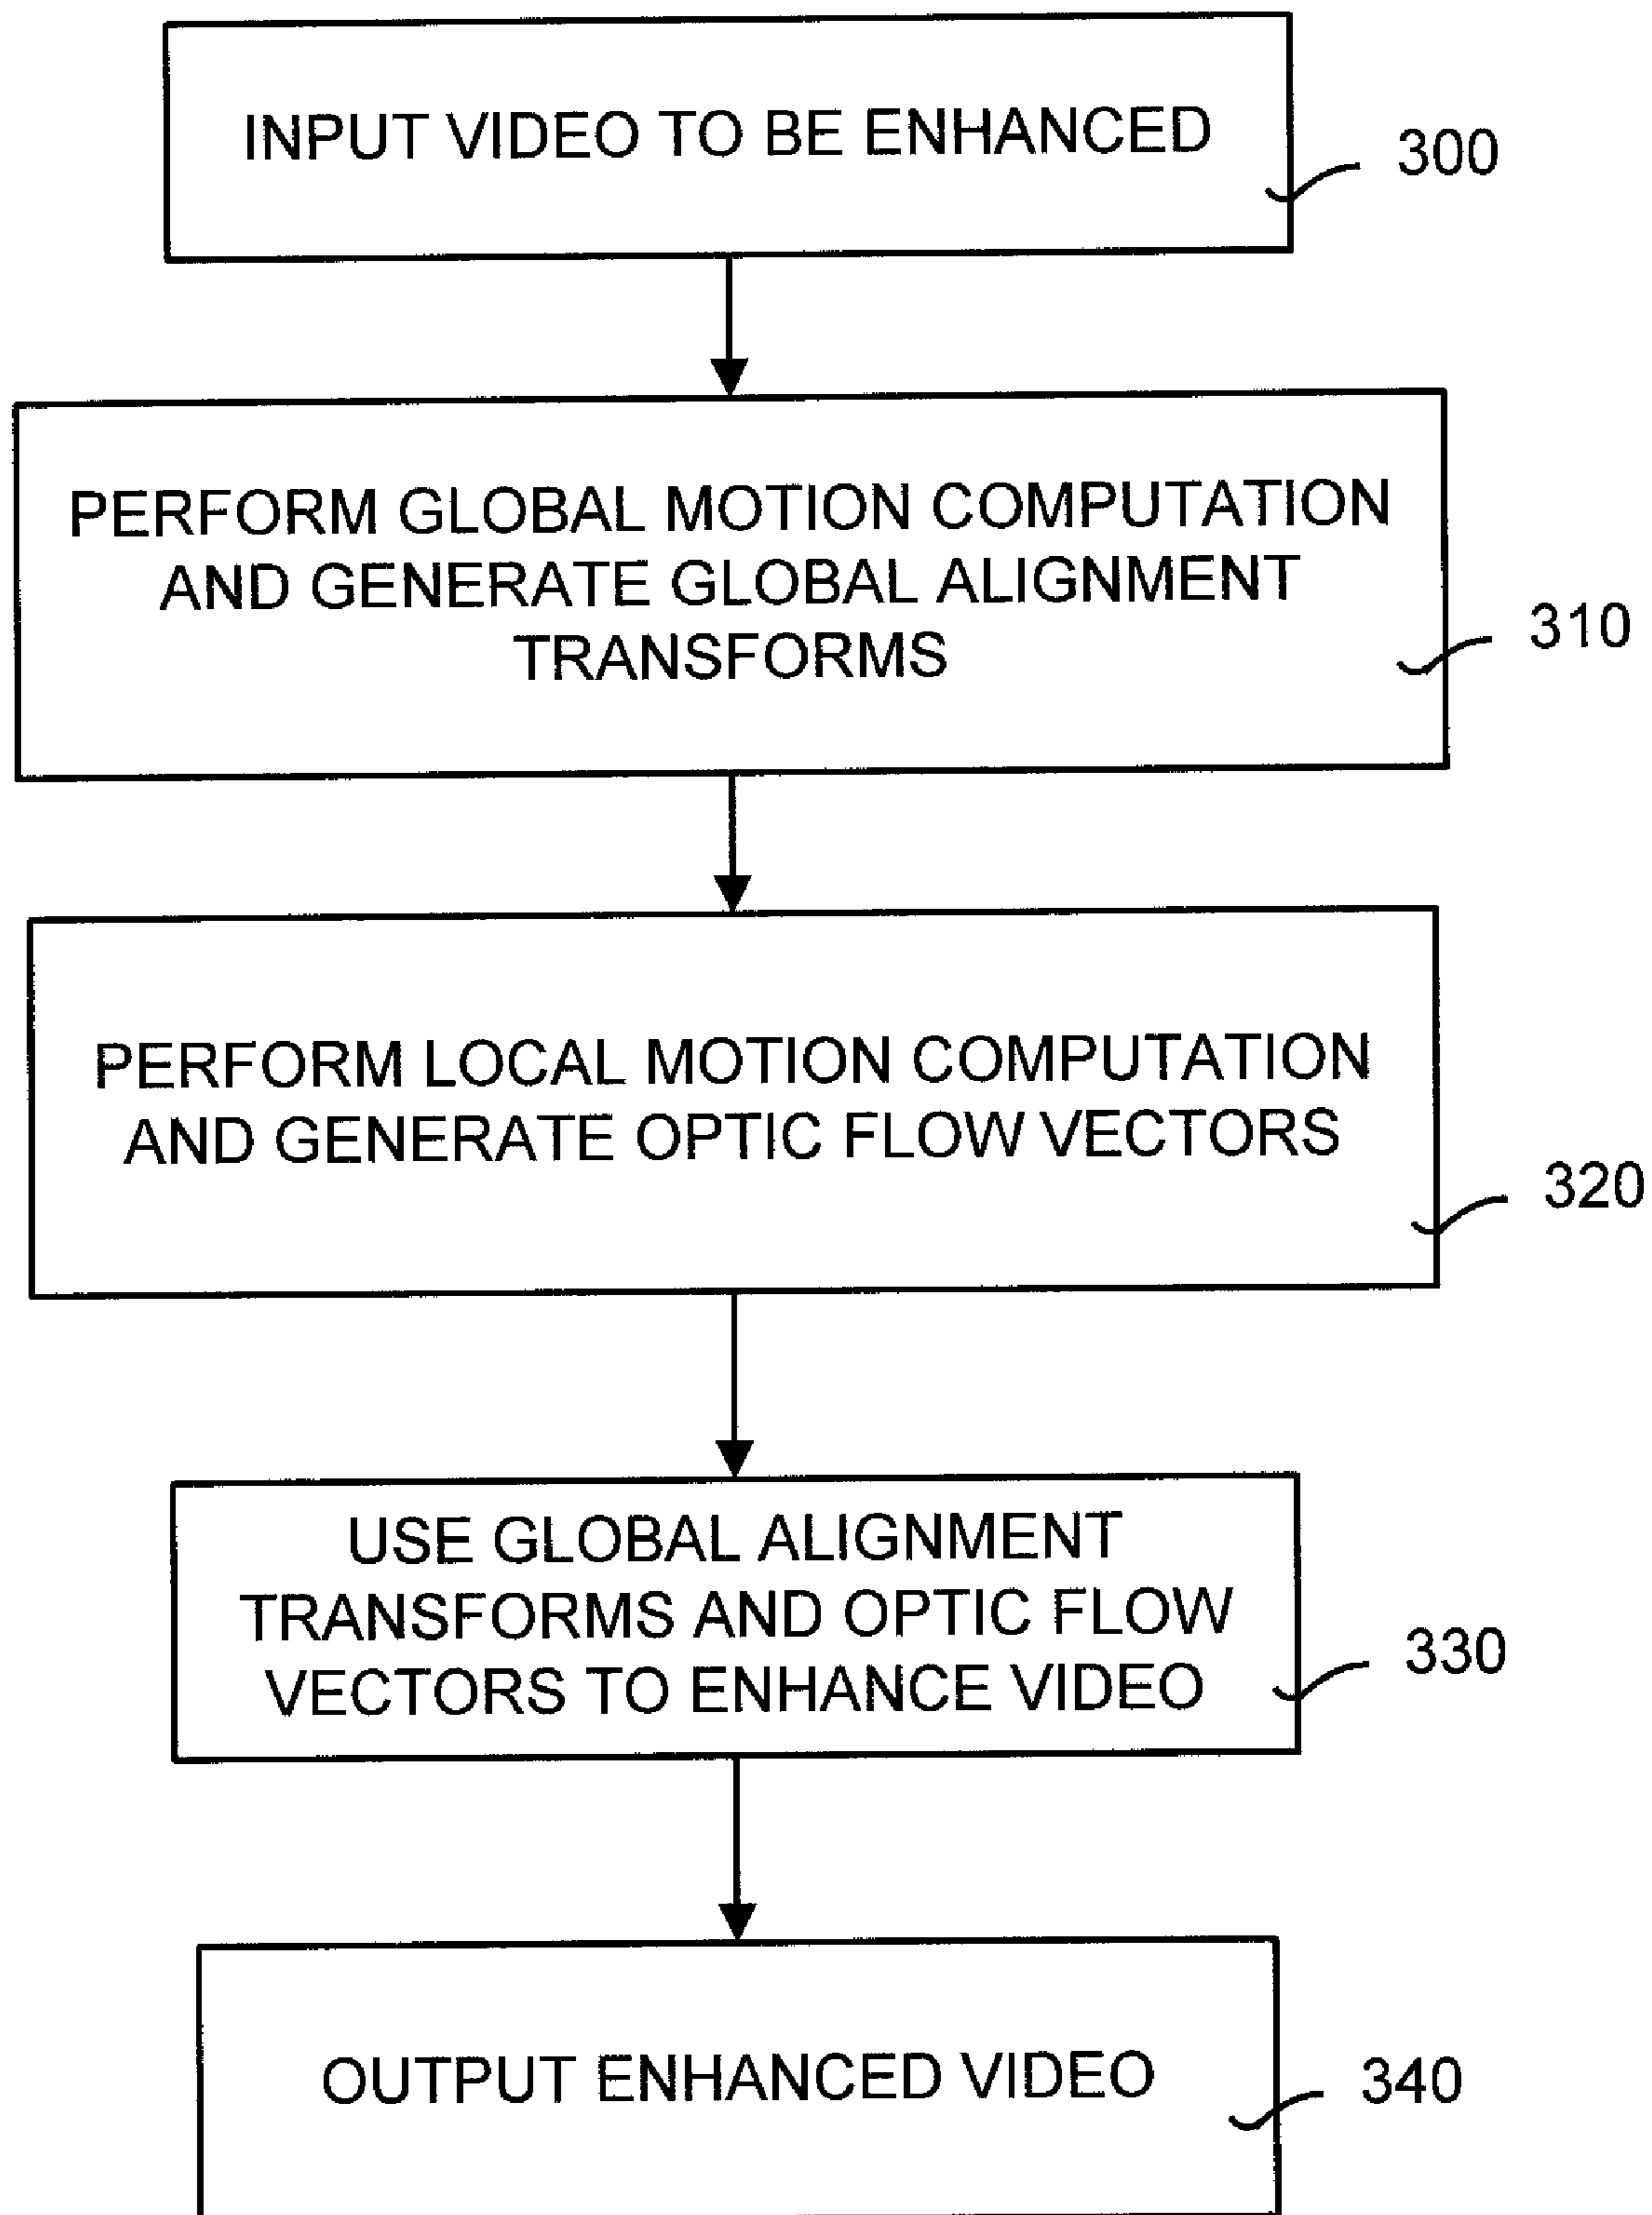 INPUT VIDEO TO BE ENHANCED
300
PERFORM GLOBAL MOTION COMPUTATION
AND GENERATE GLOBAL ALIGNMENT
TRANSFORMS
310
PERFORM LOCAL MOTION COMPUTATION
AND GENERATE OPTIC FLOW VECTORS
320
USE GLOBAL ALIGNMENT
TRANSFORMS AND OPTIC FLOW
VECTORS TO ENHANCE VIDEO
330
OUTPUT ENHANCED VIDEO
340